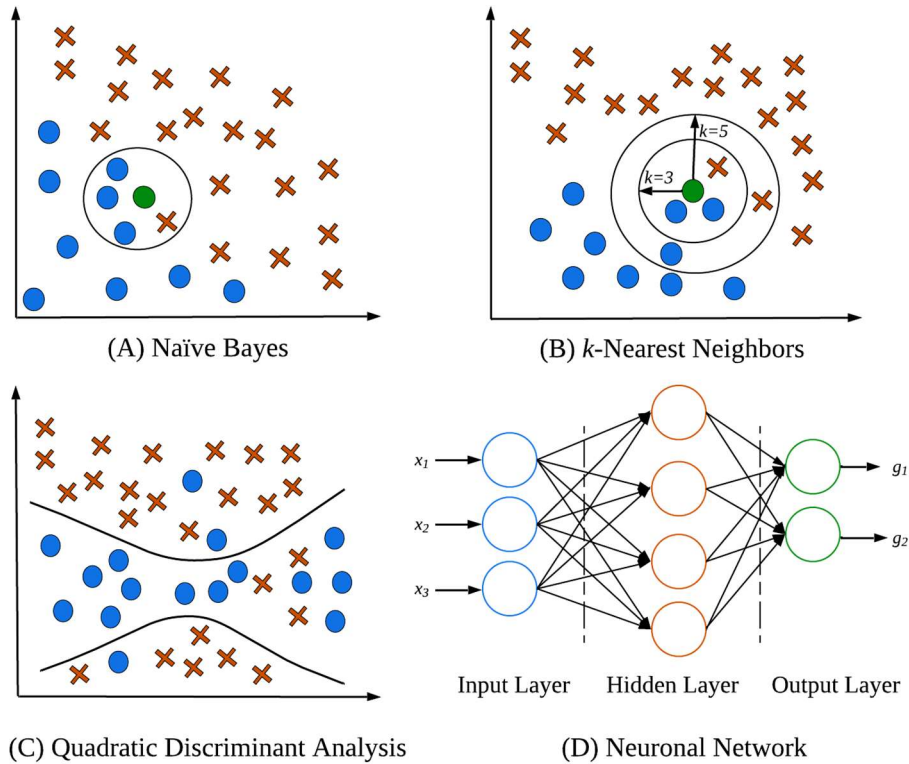 k=5
k=3
(A) Naïve Bayes
(B) k-Nearest Neighbors
x1
x2
x3
g1
g2
Input Layer
Hidden Layer
Output Layer
(C) Quadratic Discriminant Analysis
(D) Neuronal Network